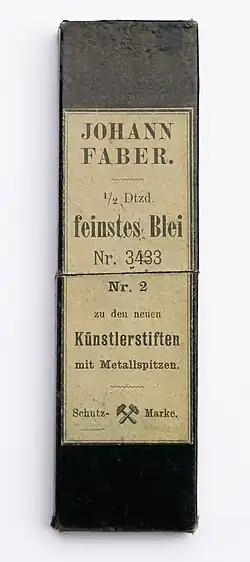 JOHANN
FABER.
1/2 Dtzd.
feinstes Blei
Nr. 3433
Nr. 2
zu den neuen
Künstlerstiften
mit Metallspitzen.
Schutz- Marke.